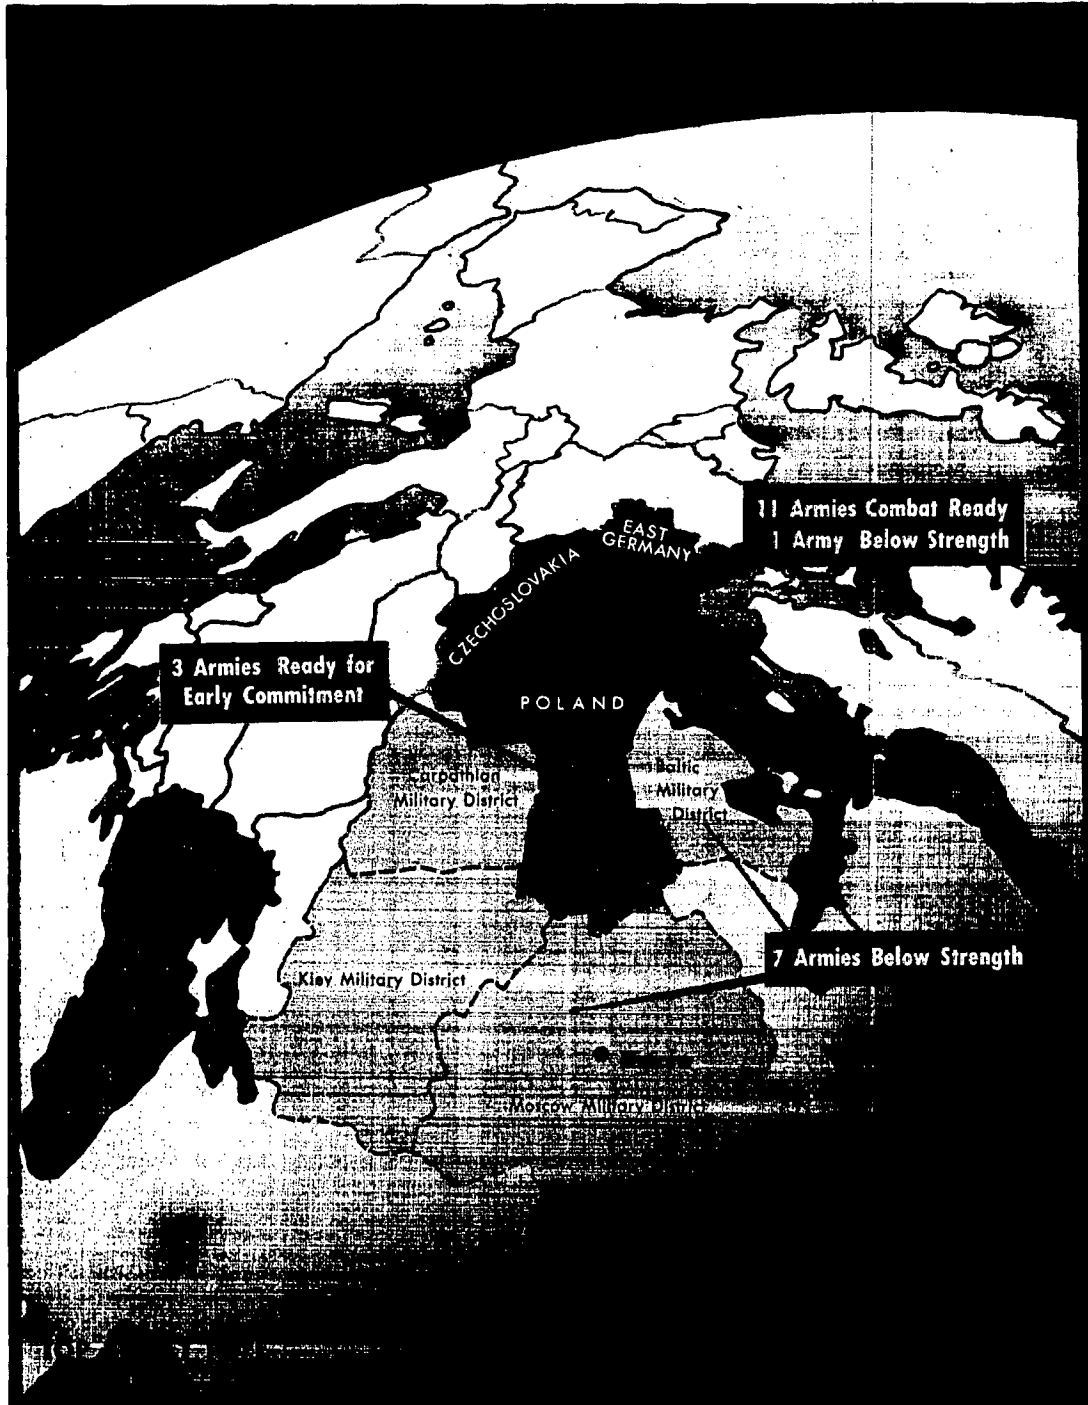 11 Armies Combat Ready
1 Army Below Strength
EAST
GERMANY
CZECHOSLOVAKIA
3 Armies Ready for
Early Commitment
POLAND
Carpathian
Military District
Baltic
Military
District
7 Armies Below Strength
Kiev Military District
Moscow Military District